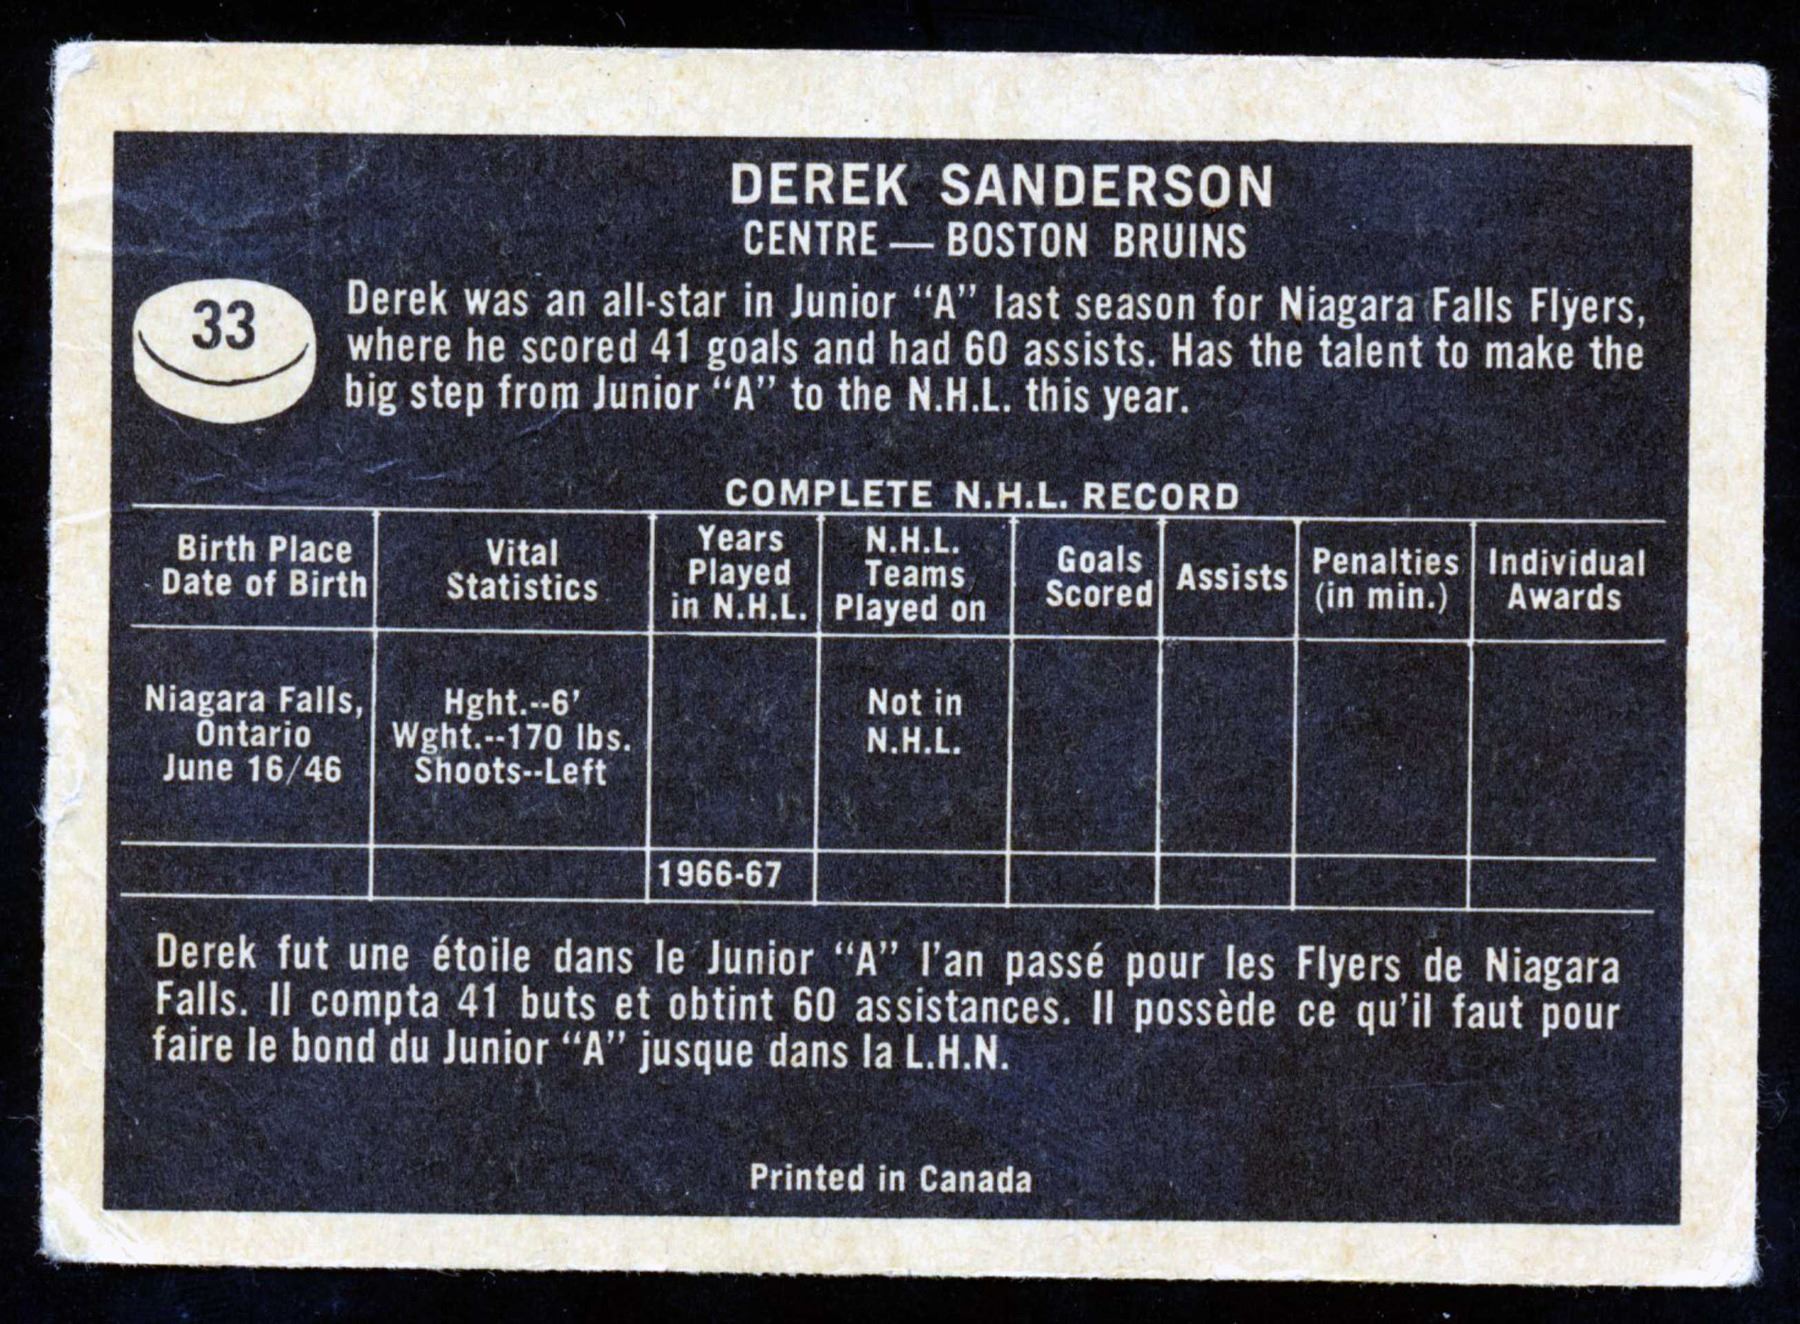 DEREK SANDERSON
CENTRE — BOSTON BRUINS
33
Derek was an all-star in Junior “A” last season for Niagara Falls Flyers,
where he scored 41 goals and had 60 assists. Has the talent to make the
big step from Junior “A” to the N.H.L. this year.
COMPLETE N.H.L. RECORD
Birth Place
Date of Birth
Vital
Statistics
Years
Played
in N.H.L.
N.H.L.
Teams
Played on
Goals
Scored
Assists
Penalties
(in min.)
Individual
Awards
Niagara Falls,
Ontario
June 16/46
Hght.--6’
Wght.--170 lbs.
Shoots--Left
Not in
N.H.L.
1966-67
Derek fut une étoile dans le Junior “A” l’an passé pour les Flyers de Niagara
Falls. Il compta 41 buts et obtint 60 assistances. Il possède ce qu’il faut pour
faire le bond du Junior “A” jusque dans la L.H.N.
Printed in Canada